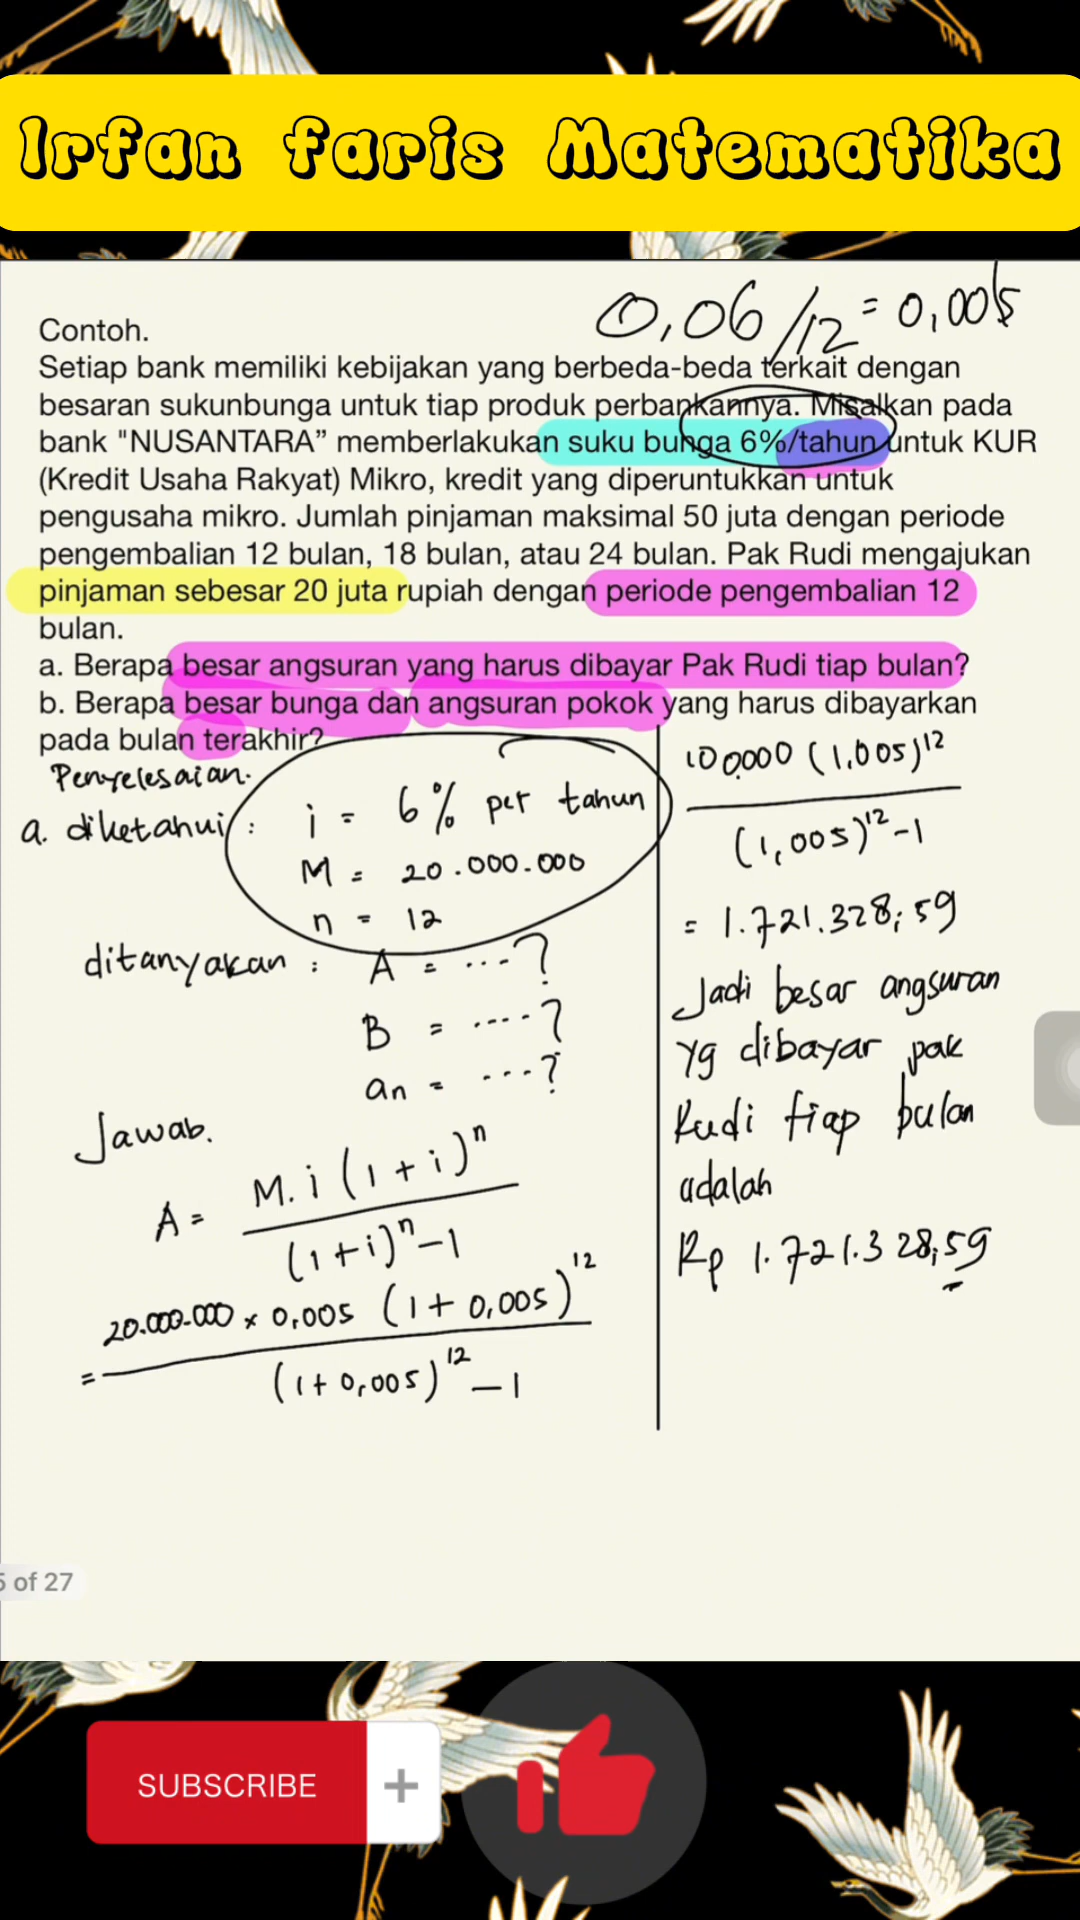 Irfan faris Matematika
0,06/12 = 0,005
Contoh.
Setiap bank memiliki kebijakan yang berbeda-beda terkait dengan
besaran sukunbunga untuk tiap produk perbankannya. Misalkan pada
bank "NUSANTARA” memberlakukan suku bunga 6%/tahun untuk KUR
(Kredit Usaha Rakyat) Mikro, kredit yang diperuntukkan untuk
pengusaha mikro. Jumlah pinjaman maksimal 50 juta dengan periode
pengembalian 12 bulan, 18 bulan, atau 24 bulan. Pak Rudi mengajukan
pinjaman sebesar 20 juta rupiah dengan periode pengembalian 12
bulan.
a. Berapa besar angsuran yang harus dibayar Pak Rudi tiap bulan?
b. Berapa besar bunga dan angsuran pokok yang harus dibayarkan
pada bulan terakhir?
Penyelesaian.
a. diketahui : i = 6% per tahun
M = 20.000.000
n = 12
ditanyakan : A = ....?
B = ....?
an = ....?
Jawab.
A = M.i (1+i)^n
(1+i)^n - 1
= 20.000.000 x 0,005 (1+0,005)^12
(1+0,005)^12 - 1
100.000 (1,005)^12
(1,005)^12 - 1
= 1.721.328,59
Jadi besar angsuran
yg dibayar pak
Rudi tiap bulan
adalah
Rp 1.721.328,59
5 of 27
SUBSCRIBE +